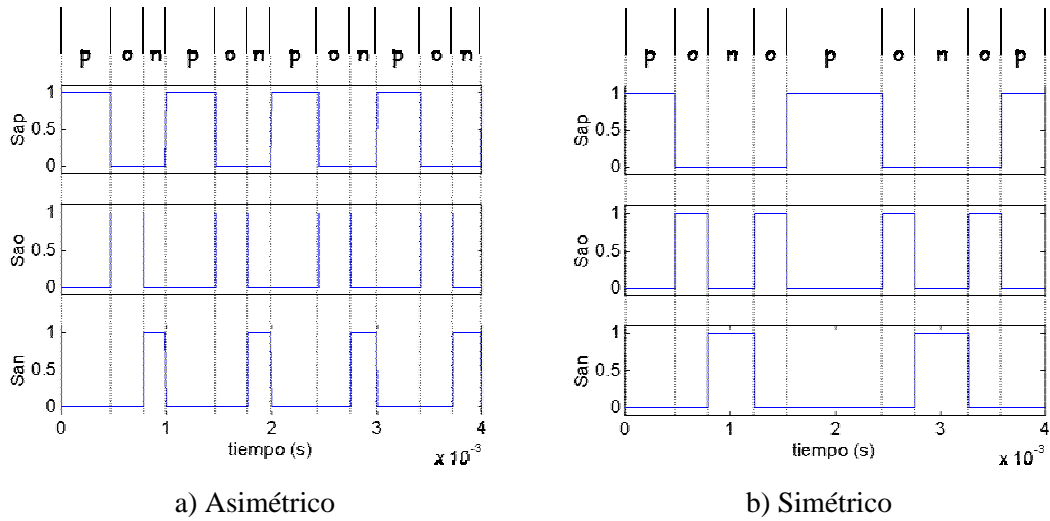 p o n p o n p o n p o n
p o n o p o n o p
1
0.5
0
Sap
1
0.5
0
Sap
1
0.5
0
Sao
1
0.5
0
Sao
1
0.5
0
San
1
0.5
0
San
0 1 2 3 4
tiempo (s)
x 10-3
0 1 2 3 4
tiempo (s)
x 10-3
a) Asimétrico
b) Simétrico